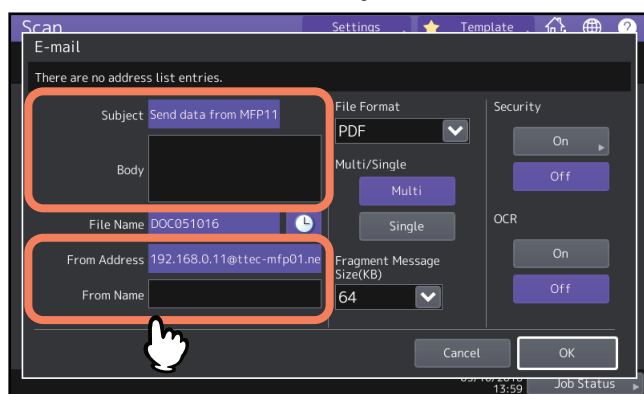 Scan Settings Template
E-mail
There are no address list entries.
Subject Send data from MFP11
Body
File Name DOC051016
From Address 192.168.0.11@ttec-mfp01.ne
From Name
File Format
PDF
Multi/Single
Multi
Single
Fragment Message
Size(KB)
64
Security
On
Off
OCR
On
Off
Cancel OK
13:59 Job Status